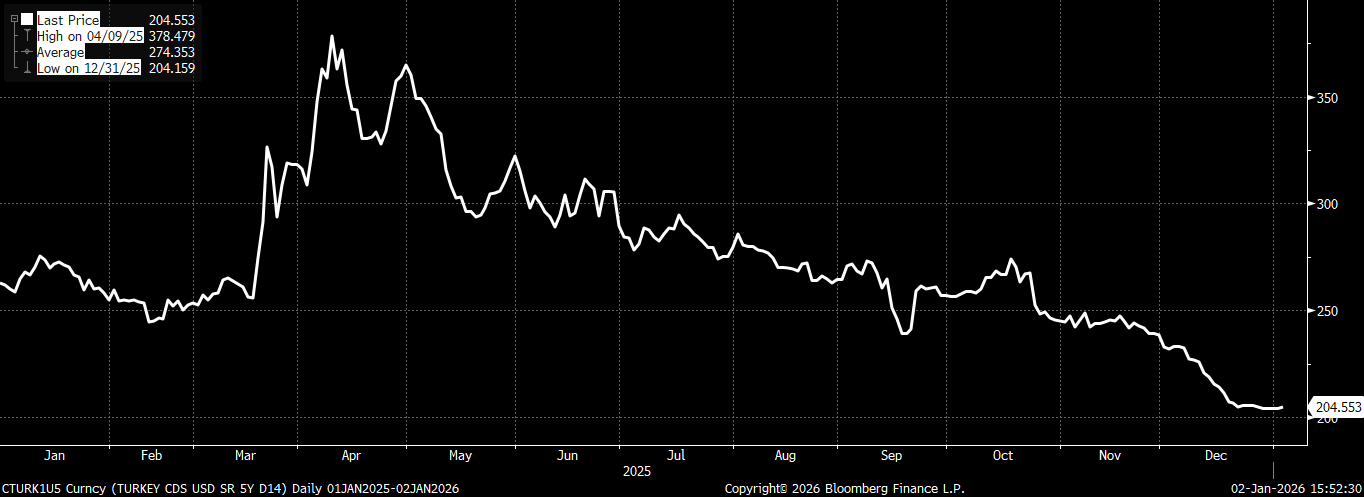 Last Price 204.553
High on 04/09/25 378.479
Average 274.353
Low on 12/31/25 204.159
350
300
250
204.553
200
Jan Feb Mar Apr May Jun Jul Aug Sep Oct Nov Dec
2025
CTURK1U5 Curncy (TURKEY CDS USD SR 5Y D14) Daily 01JAN2025-02JAN2026 Copyright© 2026 Bloomberg Finance L.P. 02-Jan-2026 15:52:30